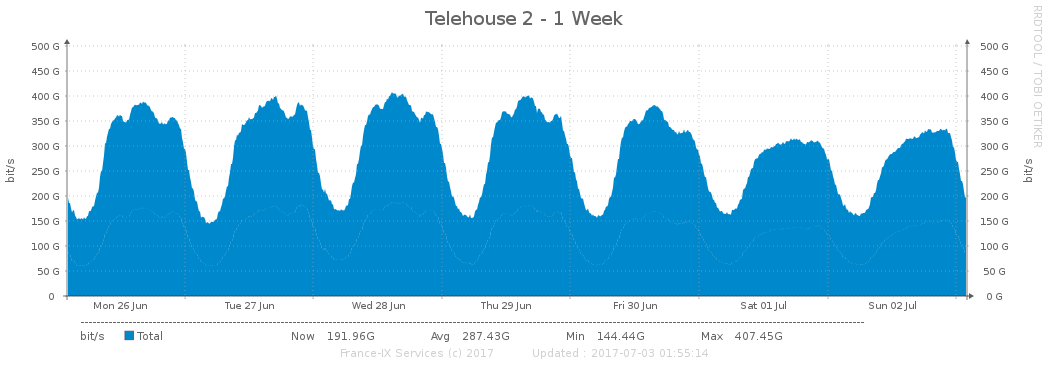 Telehouse 2 - 1 Week
RRDTOOL / TOBI OETIKER
bit/s
500 G 500 G
450 G 450 G
400 G 400 G
350 G 350 G
300 G 300 G
250 G 250 G
200 G 200 G
150 G 150 G
100 G 100 G
50 G 50 G
0 0 G
bit/s
Mon 26 Jun Tue 27 Jun Wed 28 Jun Thu 29 Jun Fri 30 Jun Sat 01 Jul Sun 02 Jul
bit/s Total Now 191.96G Avg 287.43G Min 144.44G Max 407.45G
France-IX Services (c) 2017 Updated : 2017-07-03 01:55:14